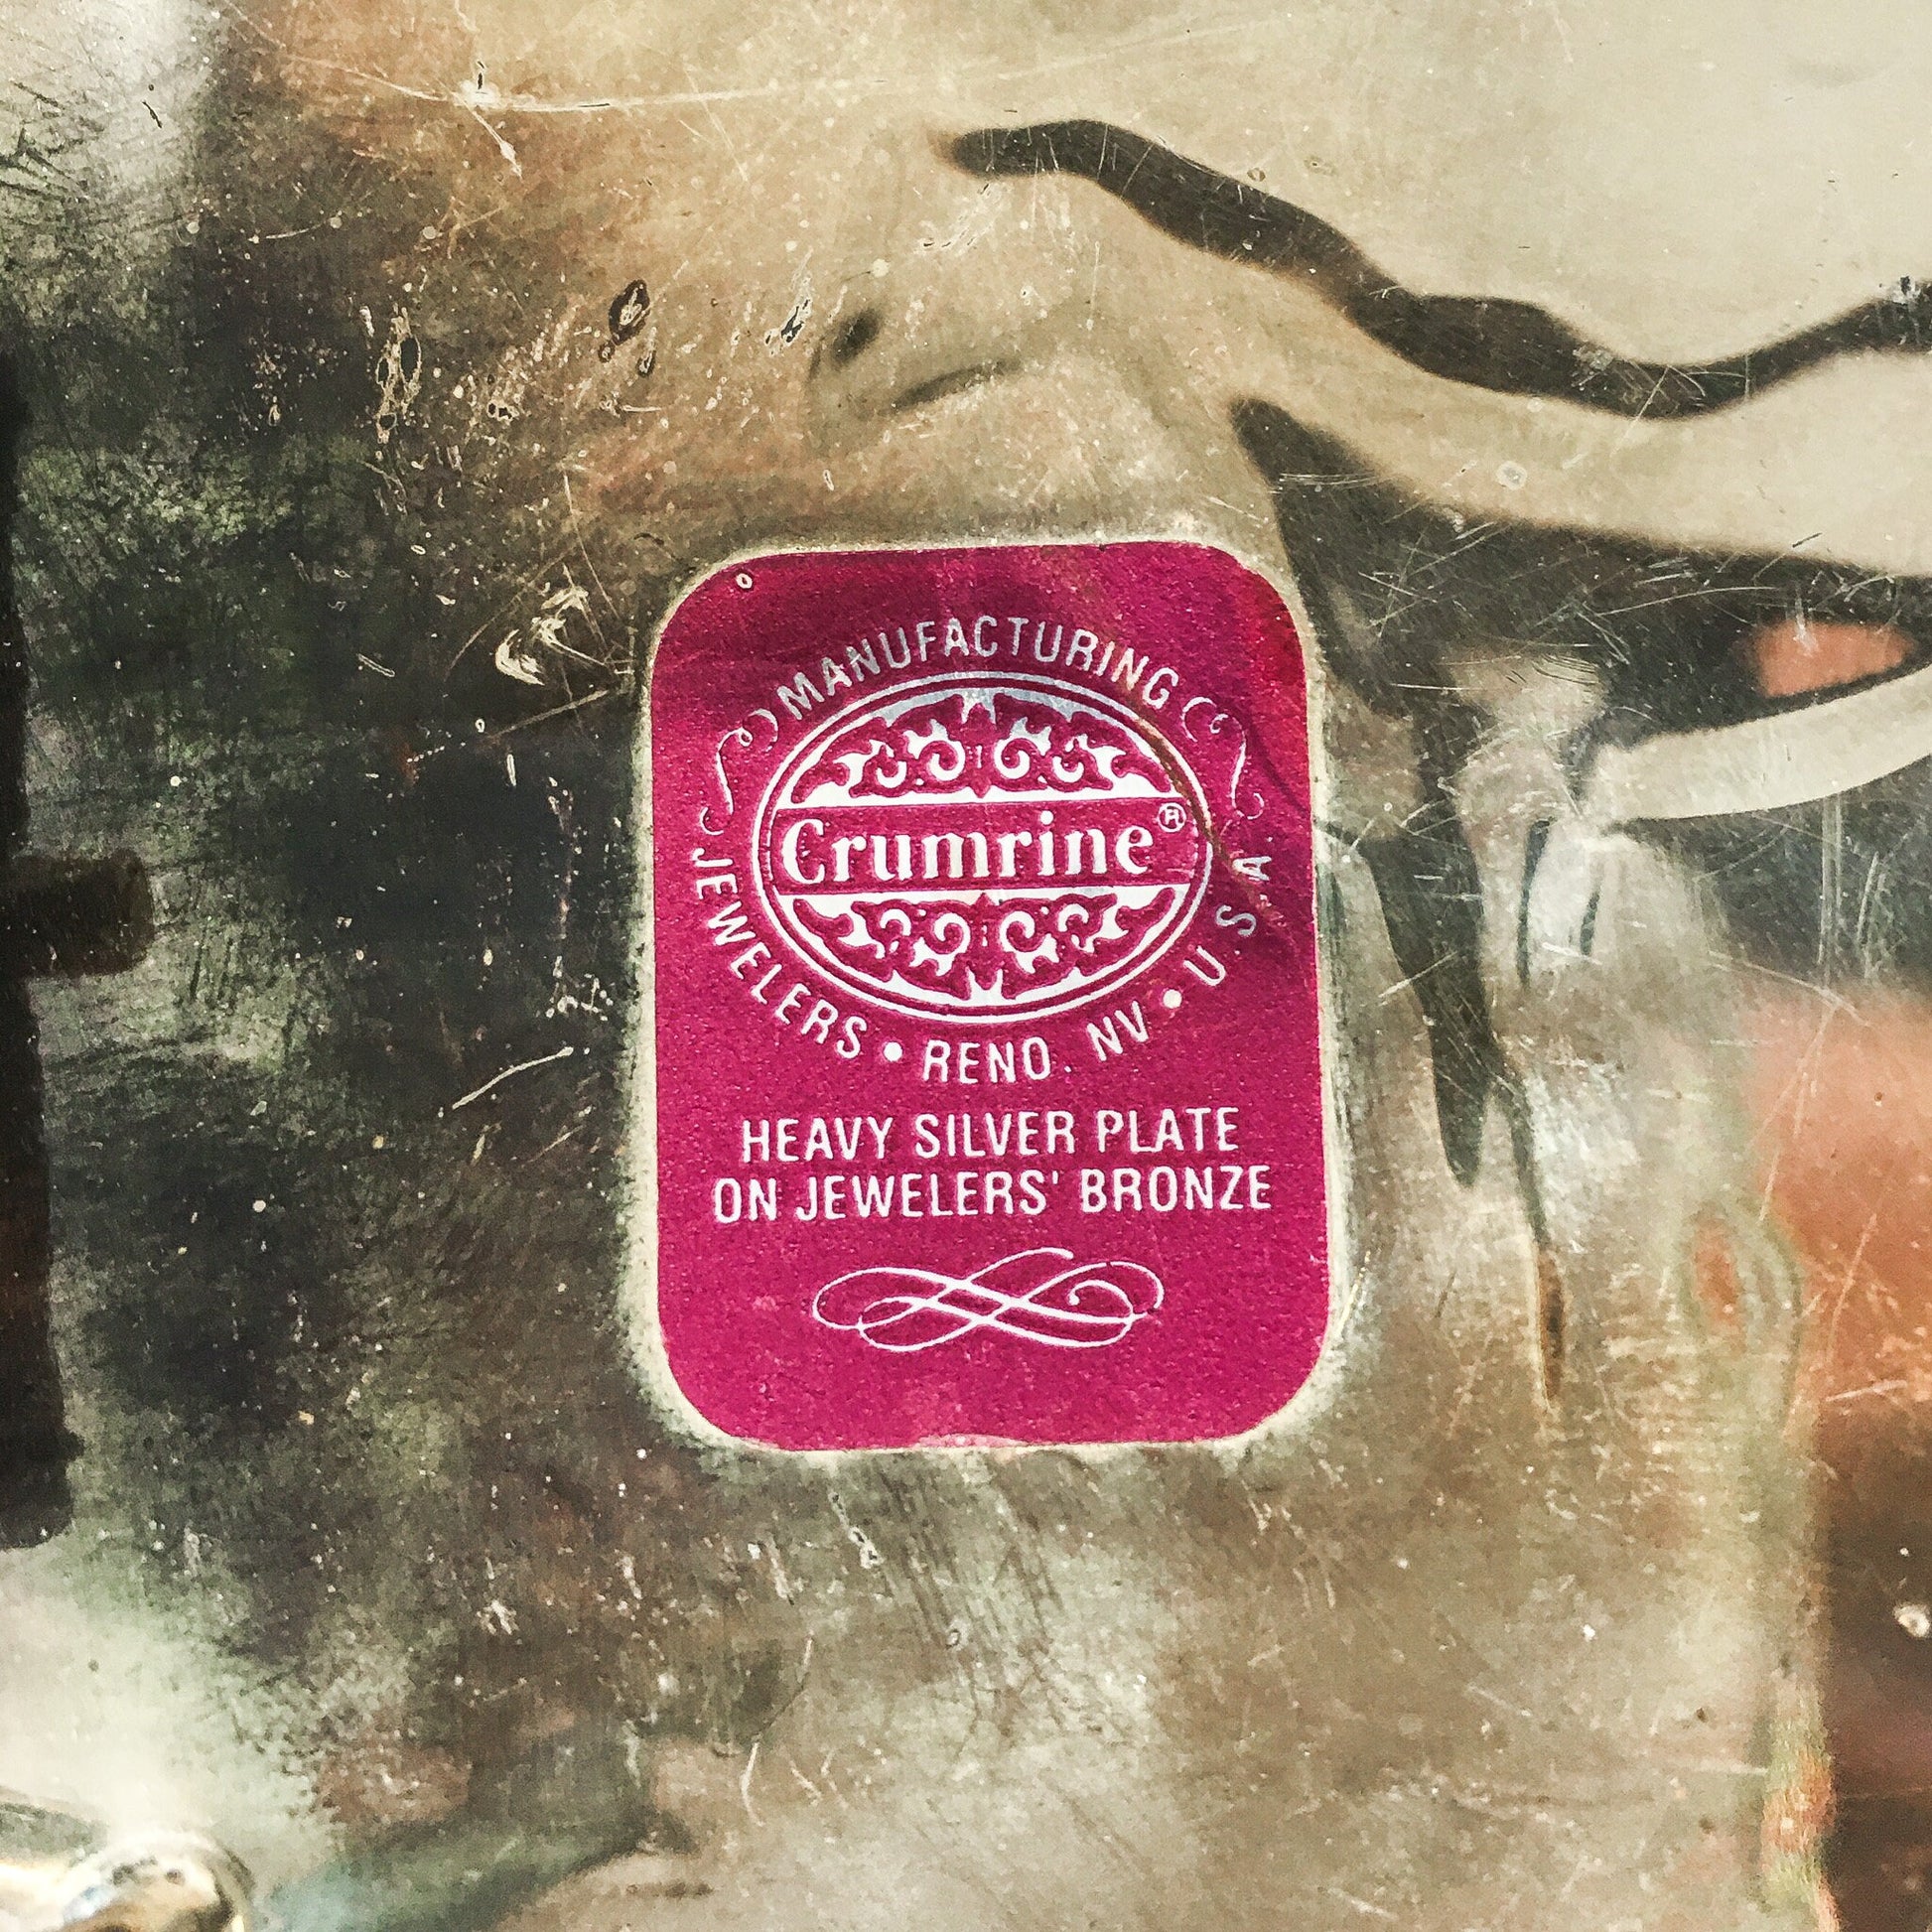 MANUFACTURING
Crumrine®
JEWELERS • RENO NV • U.S.A.
HEAVY SILVER PLATE
ON JEWELERS' BRONZE